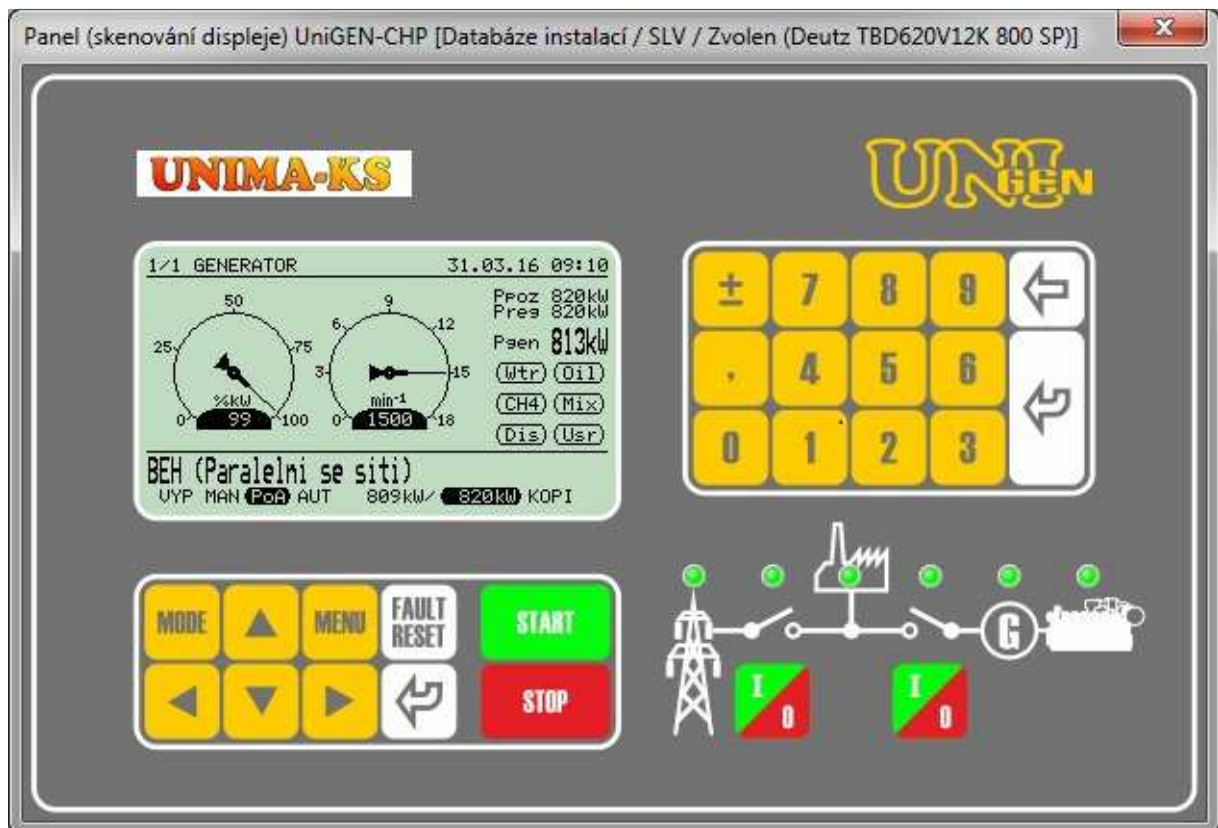 Panel (skenování displeje) UniGEN-CHP [Databáze instalací / SLV / Zvolen (Deutz TBD620V12K 800 SP)]
UNIMA-KS
UNI GEN
1/1 GENERATOR 31.03.16 09:10
Ppoz 820kW
Preg 820kW
Pgen 813kW
50
25 75
0 100
%kW
99
9
6 12
3 15
0 18
min-1
1500
(Wtr) (Oil)
(CH4) (Mix)
(Dis) (Usr)
BEH (Paralelni se siti)
VYP MAN PoA AUT 809kW/ 820kW KOPI
± 7 8 9
. 4 5 6
0 1 2 3
MODE MENU FAULT RESET START
STOP
G
I 0 I 0